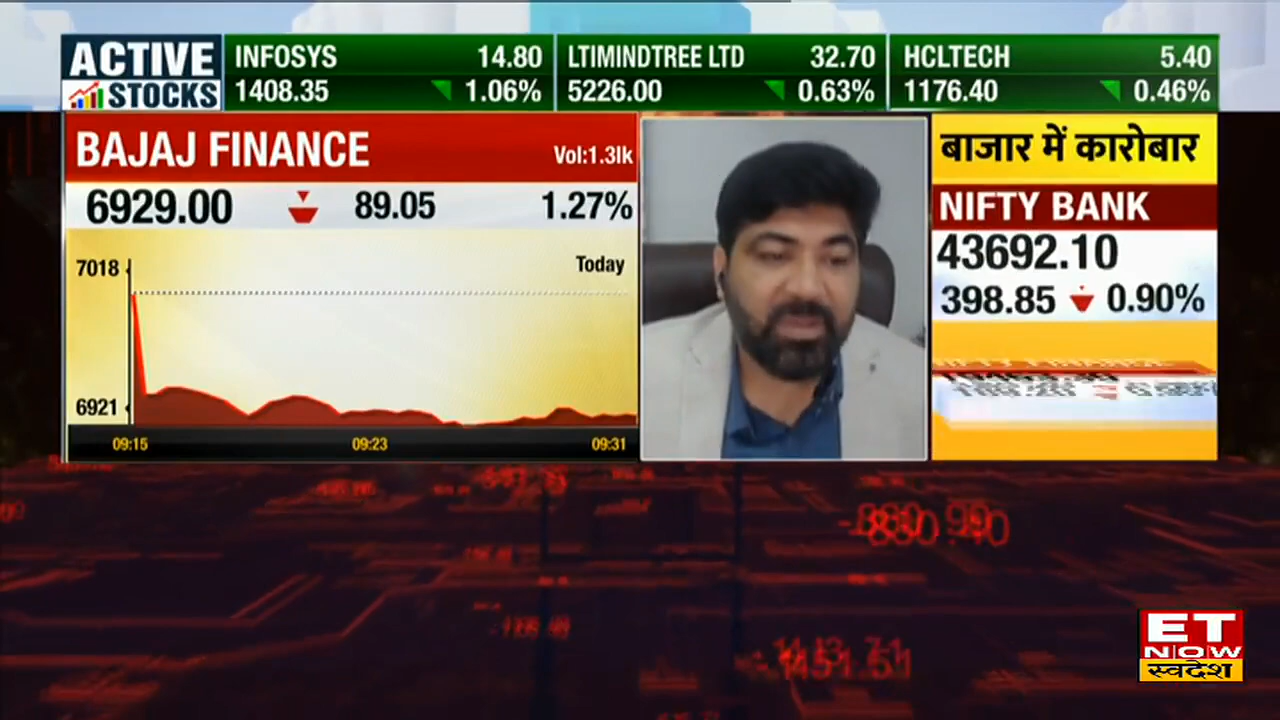 ACTIVE
STOCKS
INFOSYS 14.80
1408.35 1.06%
LTIMINDTREE LTD 32.70
5226.00 0.63%
HCLTECH 5.40
1176.40 0.46%
BAJAJ FINANCE Vol:1.3lk
6929.00 89.05 1.27%
7018 Today
6921
09:15 09:23 09:31
बाजार में कारोबार
NIFTY BANK
43692.10
398.85 0.90%
ET
NOW
स्वदेश